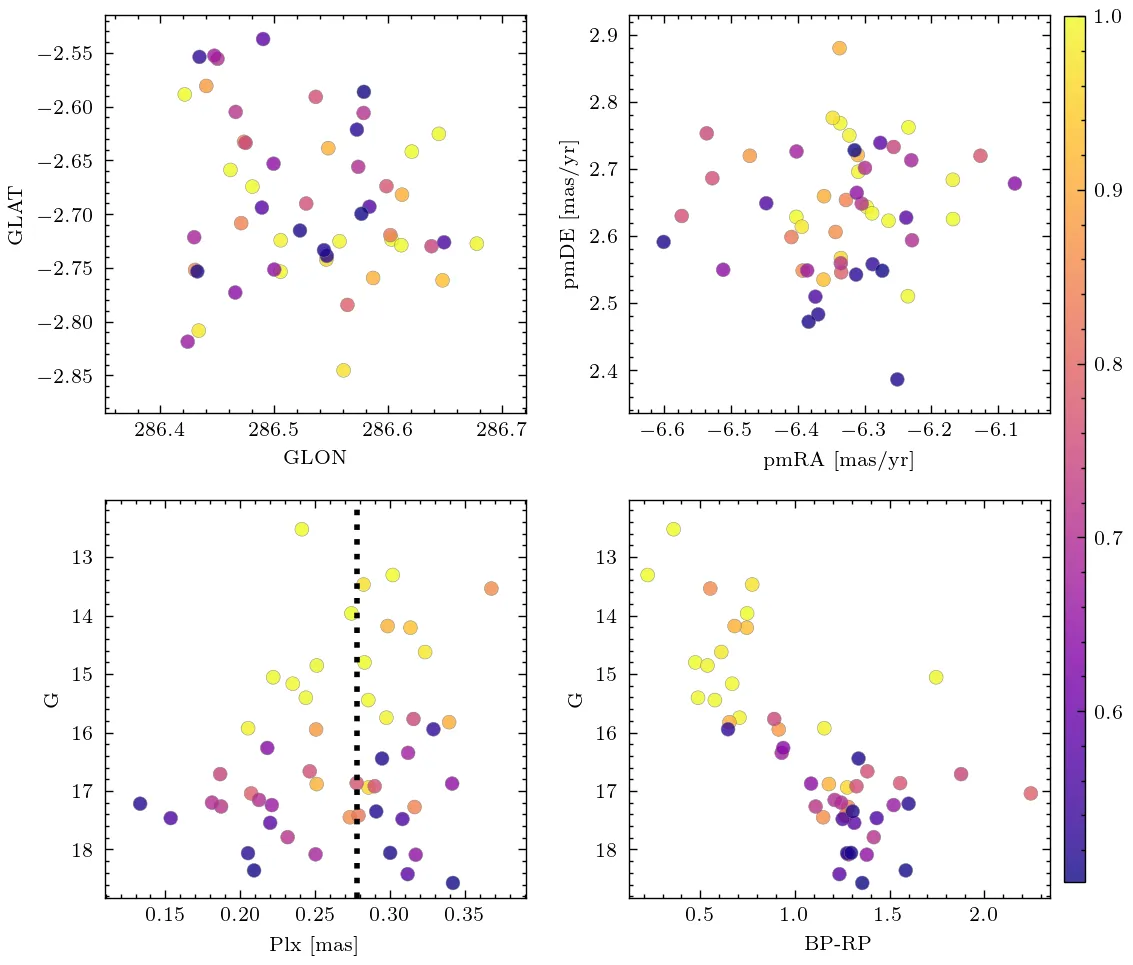 −2.55
−2.60
−2.65
−2.70
−2.75
−2.80
−2.85
GLAT
286.4 286.5 286.6 286.7
GLON
2.9
2.8
2.7
2.6
2.5
2.4
pmDE [mas/yr]
−6.6 −6.5 −6.4 −6.3 −6.2 −6.1
pmRA [mas/yr]
1.0
0.9
0.8
0.7
0.6
13
14
15
16
17
18
G
0.15 0.20 0.25 0.30 0.35
Plx [mas]
13
14
15
16
17
18
G
0.5 1.0 1.5 2.0
BP-RP